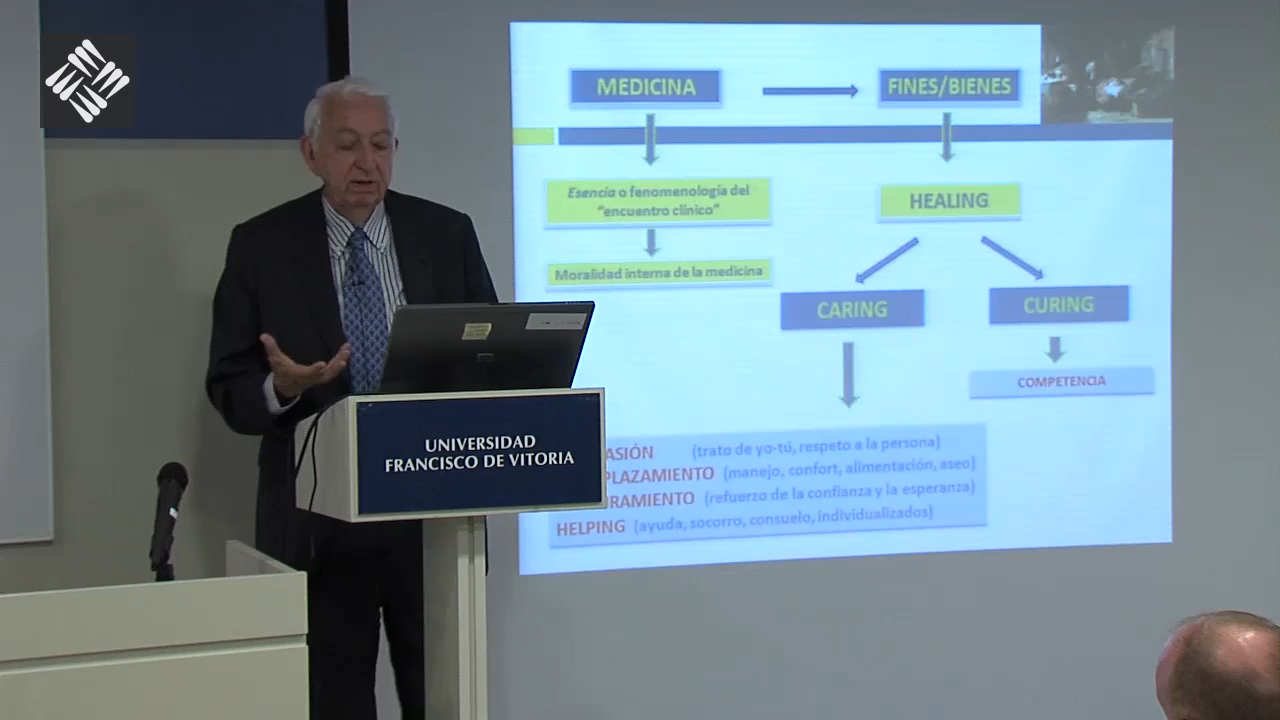 MEDICINA
FINES/BIENES
Esencia o fenomenología del
"encuentro clínico"
HEALING
Moralidad interna de la medicina
CARING
CURING
COMPETENCIA
(trato de yo-tú, respeto a la persona)
(manejo, confort, alimentación, aseo)
(refuerzo de la confianza y la esperanza)
HELPING (ayuda, socorro, consuelo, individualizados)
UNIVERSIDAD
FRANCISCO DE VITORIA